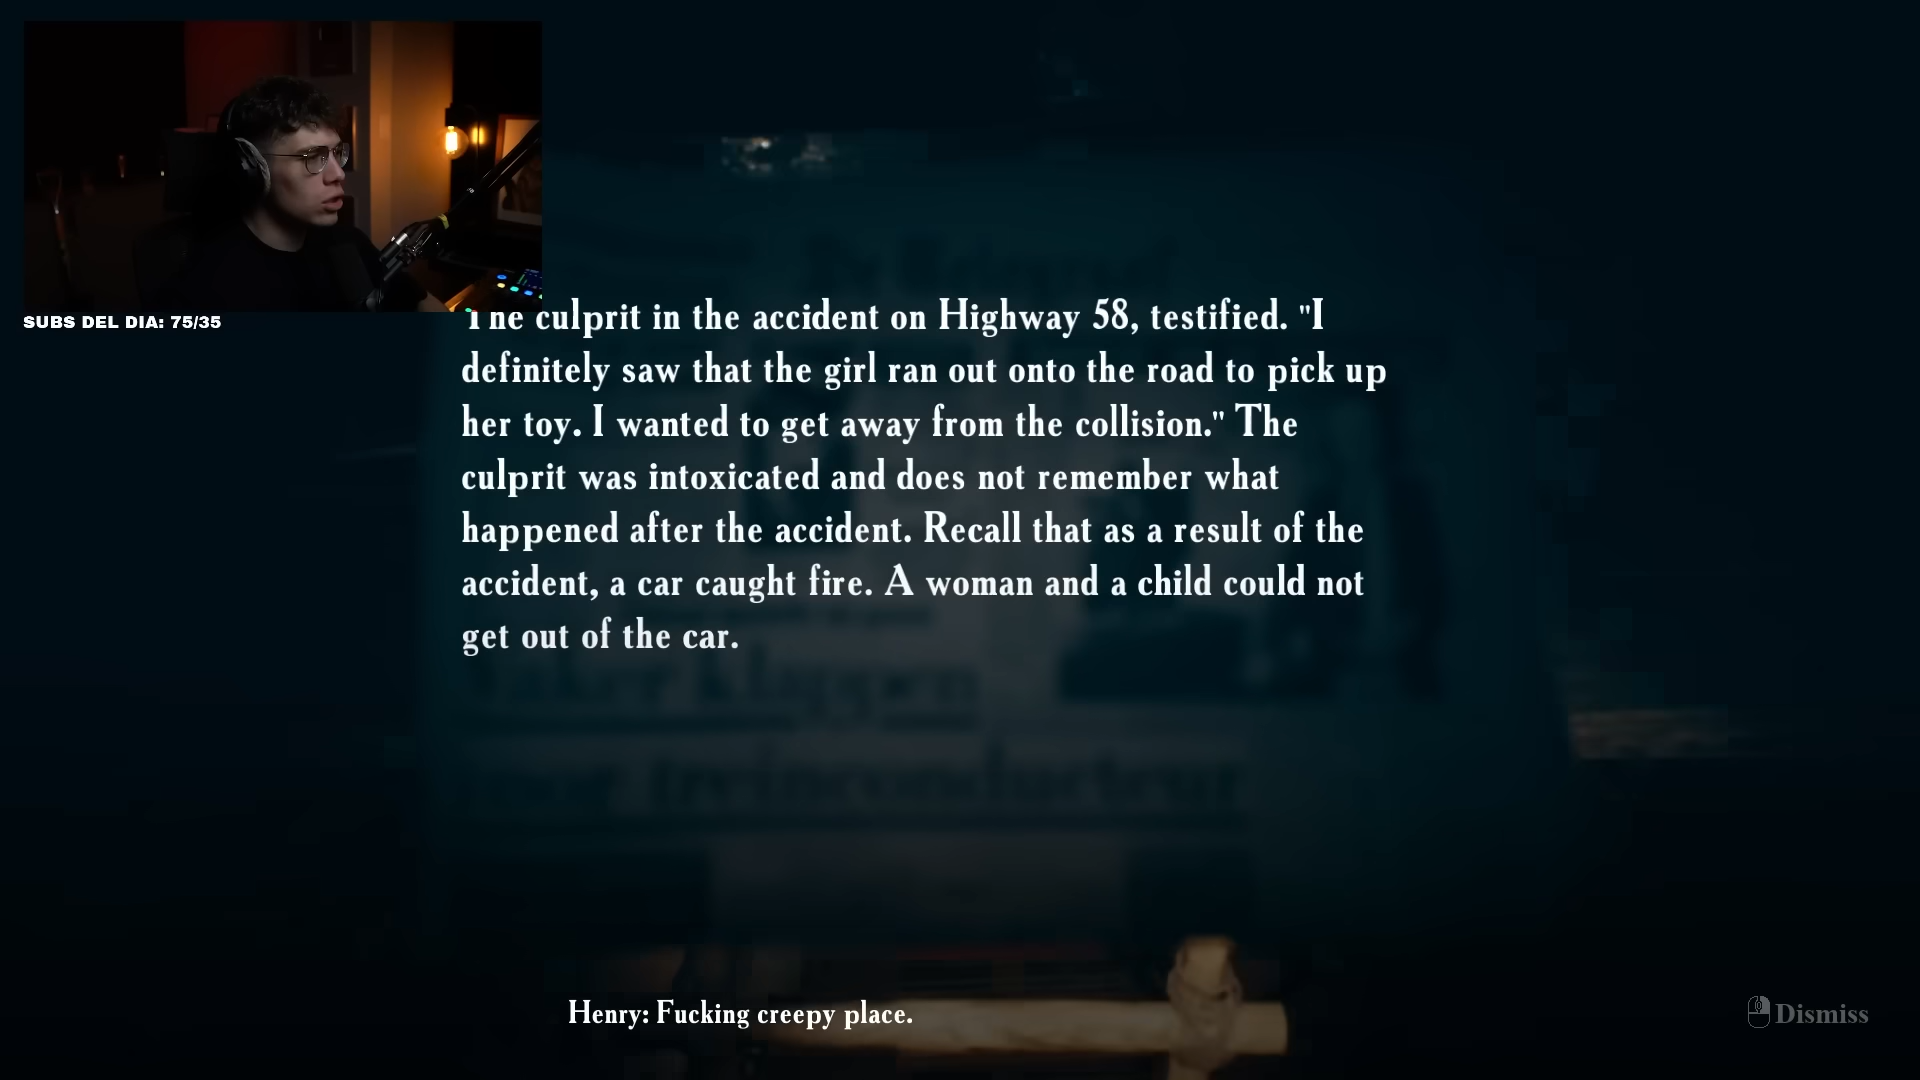 SUBS DEL DIA: 75/35
The culprit in the accident on Highway 58, testified. "I
definitely saw that the girl ran out onto the road to pick up
her toy. I wanted to get away from the collision." The
culprit was intoxicated and does not remember what
happened after the accident. Recall that as a result of the
accident, a car caught fire. A woman and a child could not
get out of the car.
Henry: Fucking creepy place.
Dismiss